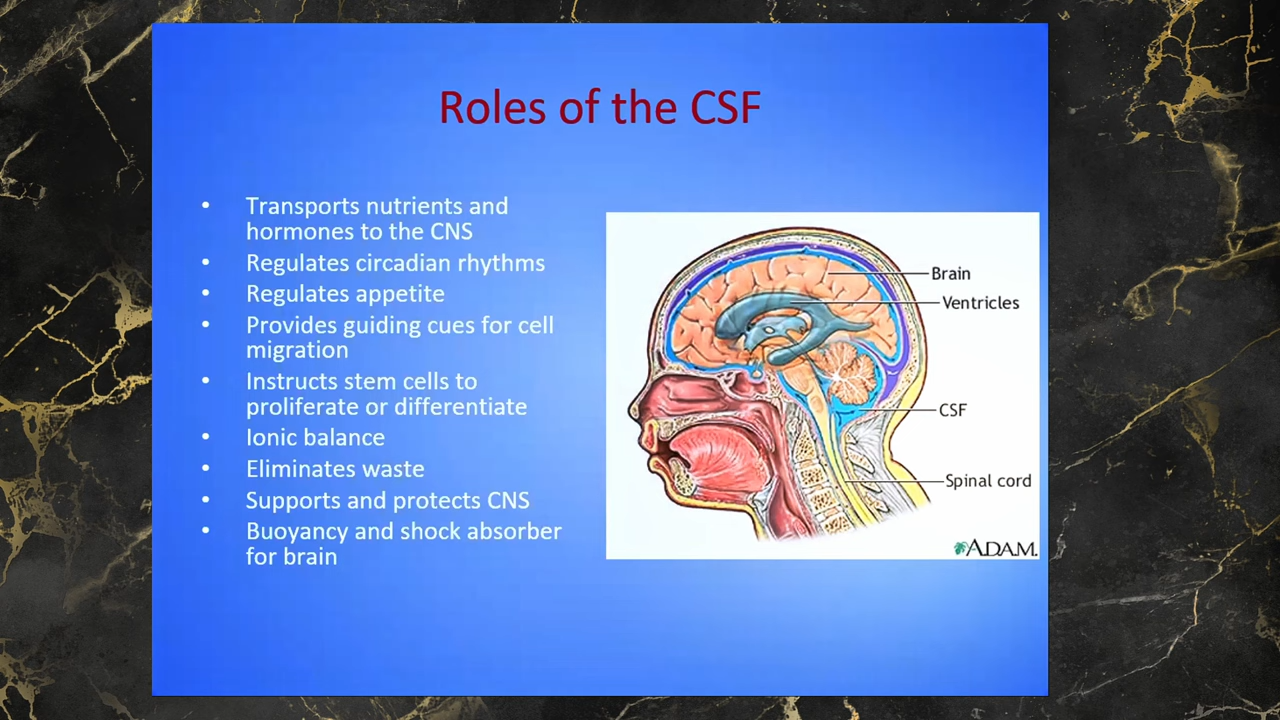 Roles of the CSF
• Transports nutrients and
hormones to the CNS
• Regulates circadian rhythms
• Regulates appetite
• Provides guiding cues for cell
migration
• Instructs stem cells to
proliferate or differentiate
• Ionic balance
• Eliminates waste
• Supports and protects CNS
• Buoyancy and shock absorber
for brain
Brain
Ventricles
CSF
Spinal cord
ADAM.